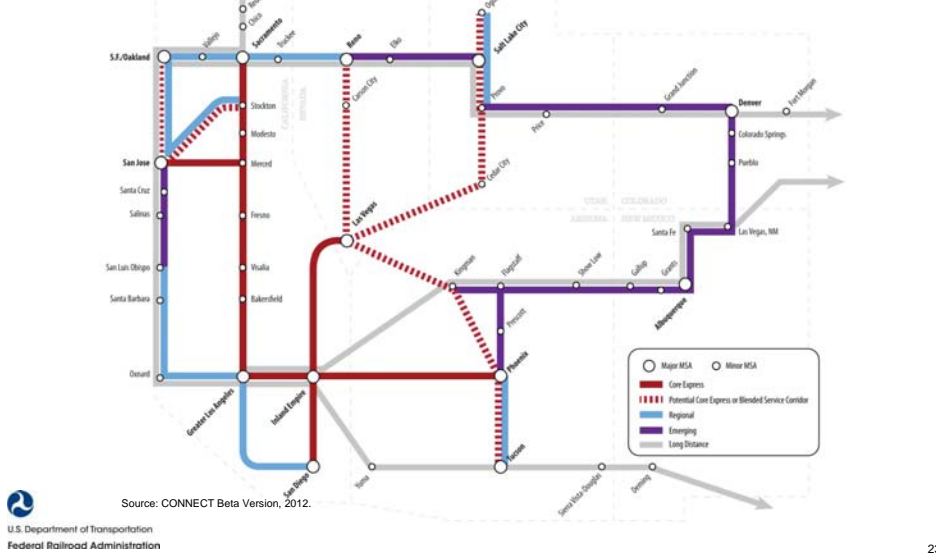 Chico
Vallejo
Sacramento
Truckee
Reno
Elko
Salt Lake City
S.F./Oakland
CALIFORNIA
NEVADA
Carson City
Provo
Price
Grand Junction
Denver
Fort Morgan
Stockton
Modesto
Merced
San Jose
Colorado Springs
Pueblo
Santa Cruz
Salinas
Cedar City
UTAH
COLORADO
ARIZONA
NEW MEXICO
Fresno
Las Vegas
Santa Fe
Las Vegas, NM
San Luis Obispo
Visalia
Kingman
Flagstaff
Show Low
Gallup
Grants
Albuquerque
Santa Barbara
Bakersfield
Prescott
Phoenix
Oxnard
Greater Los Angeles
Inland Empire
Major MSA
Minor MSA
Core Express
Potential Core Express or Blended Service Corridor
Regional
Emerging
Long Distance
San Diego
Yuma
Tucson
Sierra Vista-Douglas
Deming
Source: CONNECT Beta Version, 2012.
U.S. Department of Transportation
Federal Railroad Administration